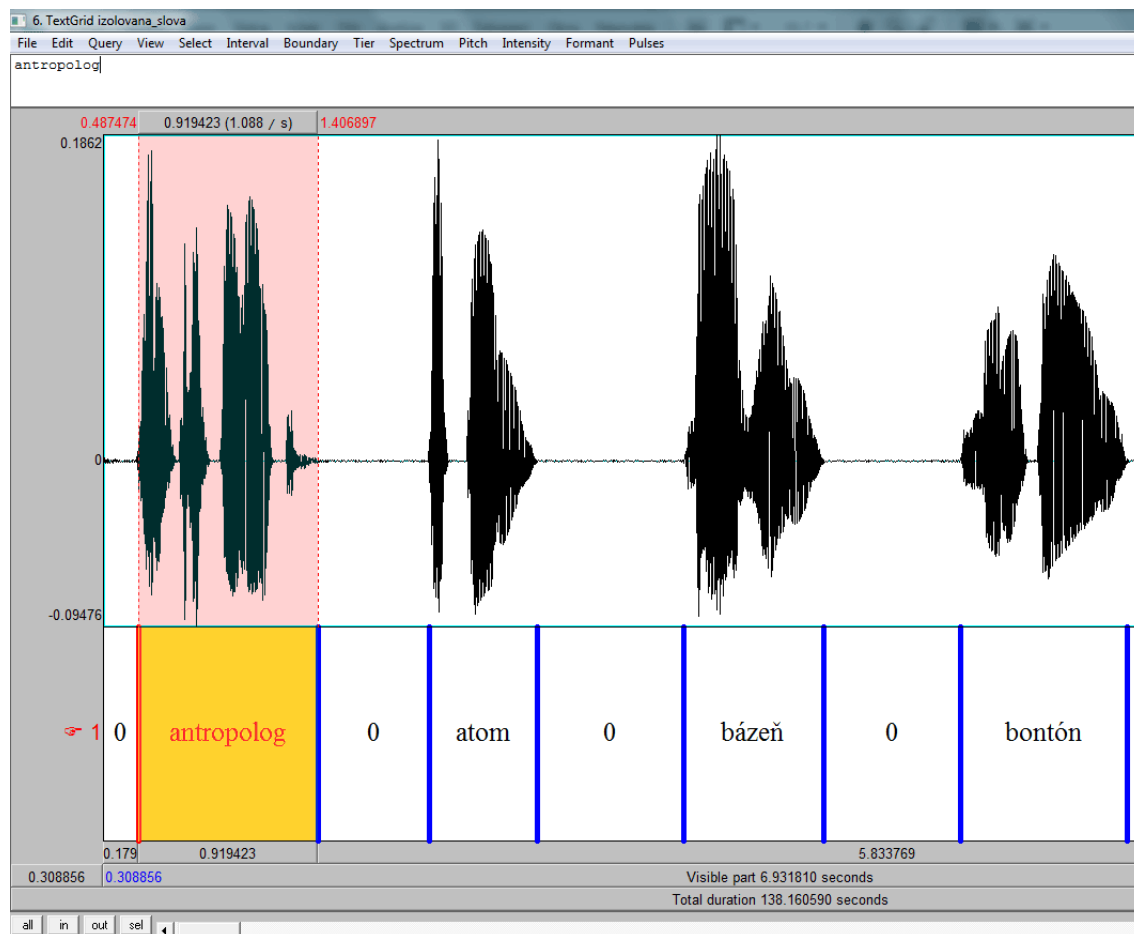 6. TextGrid izolovana_slova
File Edit Query View Select Interval Boundary Tier Spectrum Pitch Intensity Formant Pulses
antropolog
0.487474 0.919423 (1.088 / s) 1.406897
0.1862
0
-0.09476
☞ 1 0 antropolog 0 atom 0 bázeň 0 bontón
0.179 0.919423 5.833769
0.308856 0.308856 Visible part 6.931810 seconds
Total duration 138.160590 seconds
all in out sel